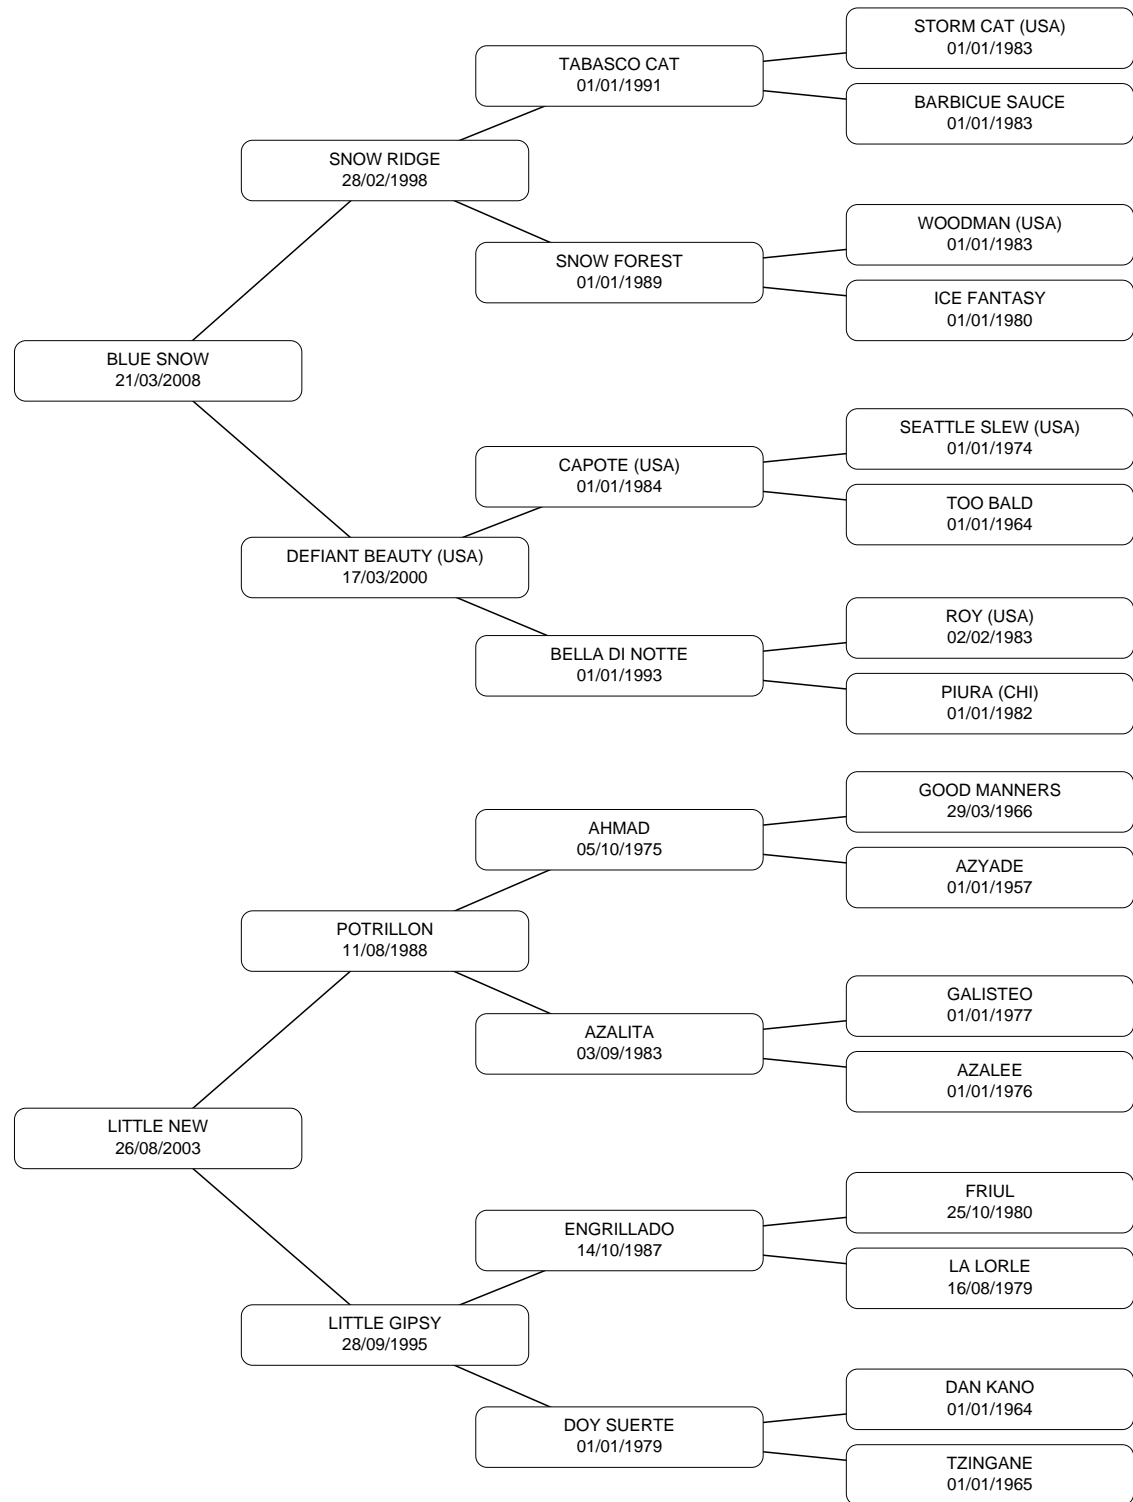 STORM CAT (USA)
01/01/1983
TABASCO CAT
01/01/1991
BARBICUE SAUCE
01/01/1983
SNOW RIDGE
28/02/1998
WOODMAN (USA)
01/01/1983
SNOW FOREST
01/01/1989
ICE FANTASY
01/01/1980
BLUE SNOW
21/03/2008
SEATTLE SLEW (USA)
01/01/1974
CAPOTE (USA)
01/01/1984
TOO BALD
01/01/1964
DEFIANT BEAUTY (USA)
17/03/2000
ROY (USA)
02/02/1983
BELLA DI NOTTE
01/01/1993
PIURA (CHI)
01/01/1982
GOOD MANNERS
29/03/1966
AHMAD
05/10/1975
AZYADE
01/01/1957
POTRILLON
11/08/1988
GALISTEO
01/01/1977
AZALITA
03/09/1983
AZALEE
01/01/1976
LITTLE NEW
26/08/2003
FRIUL
25/10/1980
ENGRILLADO
14/10/1987
LA LORLE
16/08/1979
LITTLE GIPSY
28/09/1995
DAN KANO
01/01/1964
DOY SUERTE
01/01/1979
TZINGANE
01/01/1965